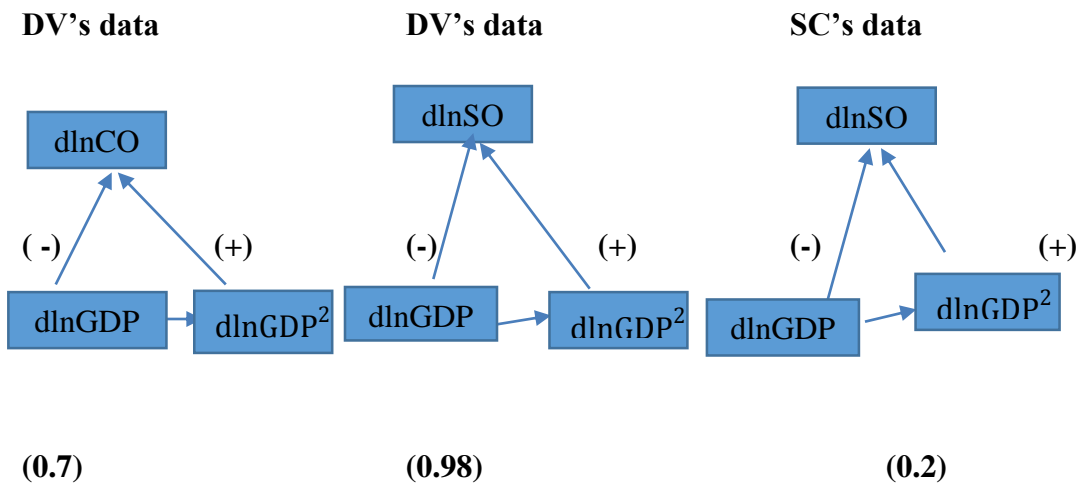 DV’s data
DV’s data
SC’s data
dlnCO
dlnSO
dlnSO
( -)
(+)
(-)
(+)
(-)
(+)
dlnGDP
dlnGDP²
dlnGDP
dlnGDP²
dlnGDP
dlnGDP²
(0.7)
(0.98)
(0.2)